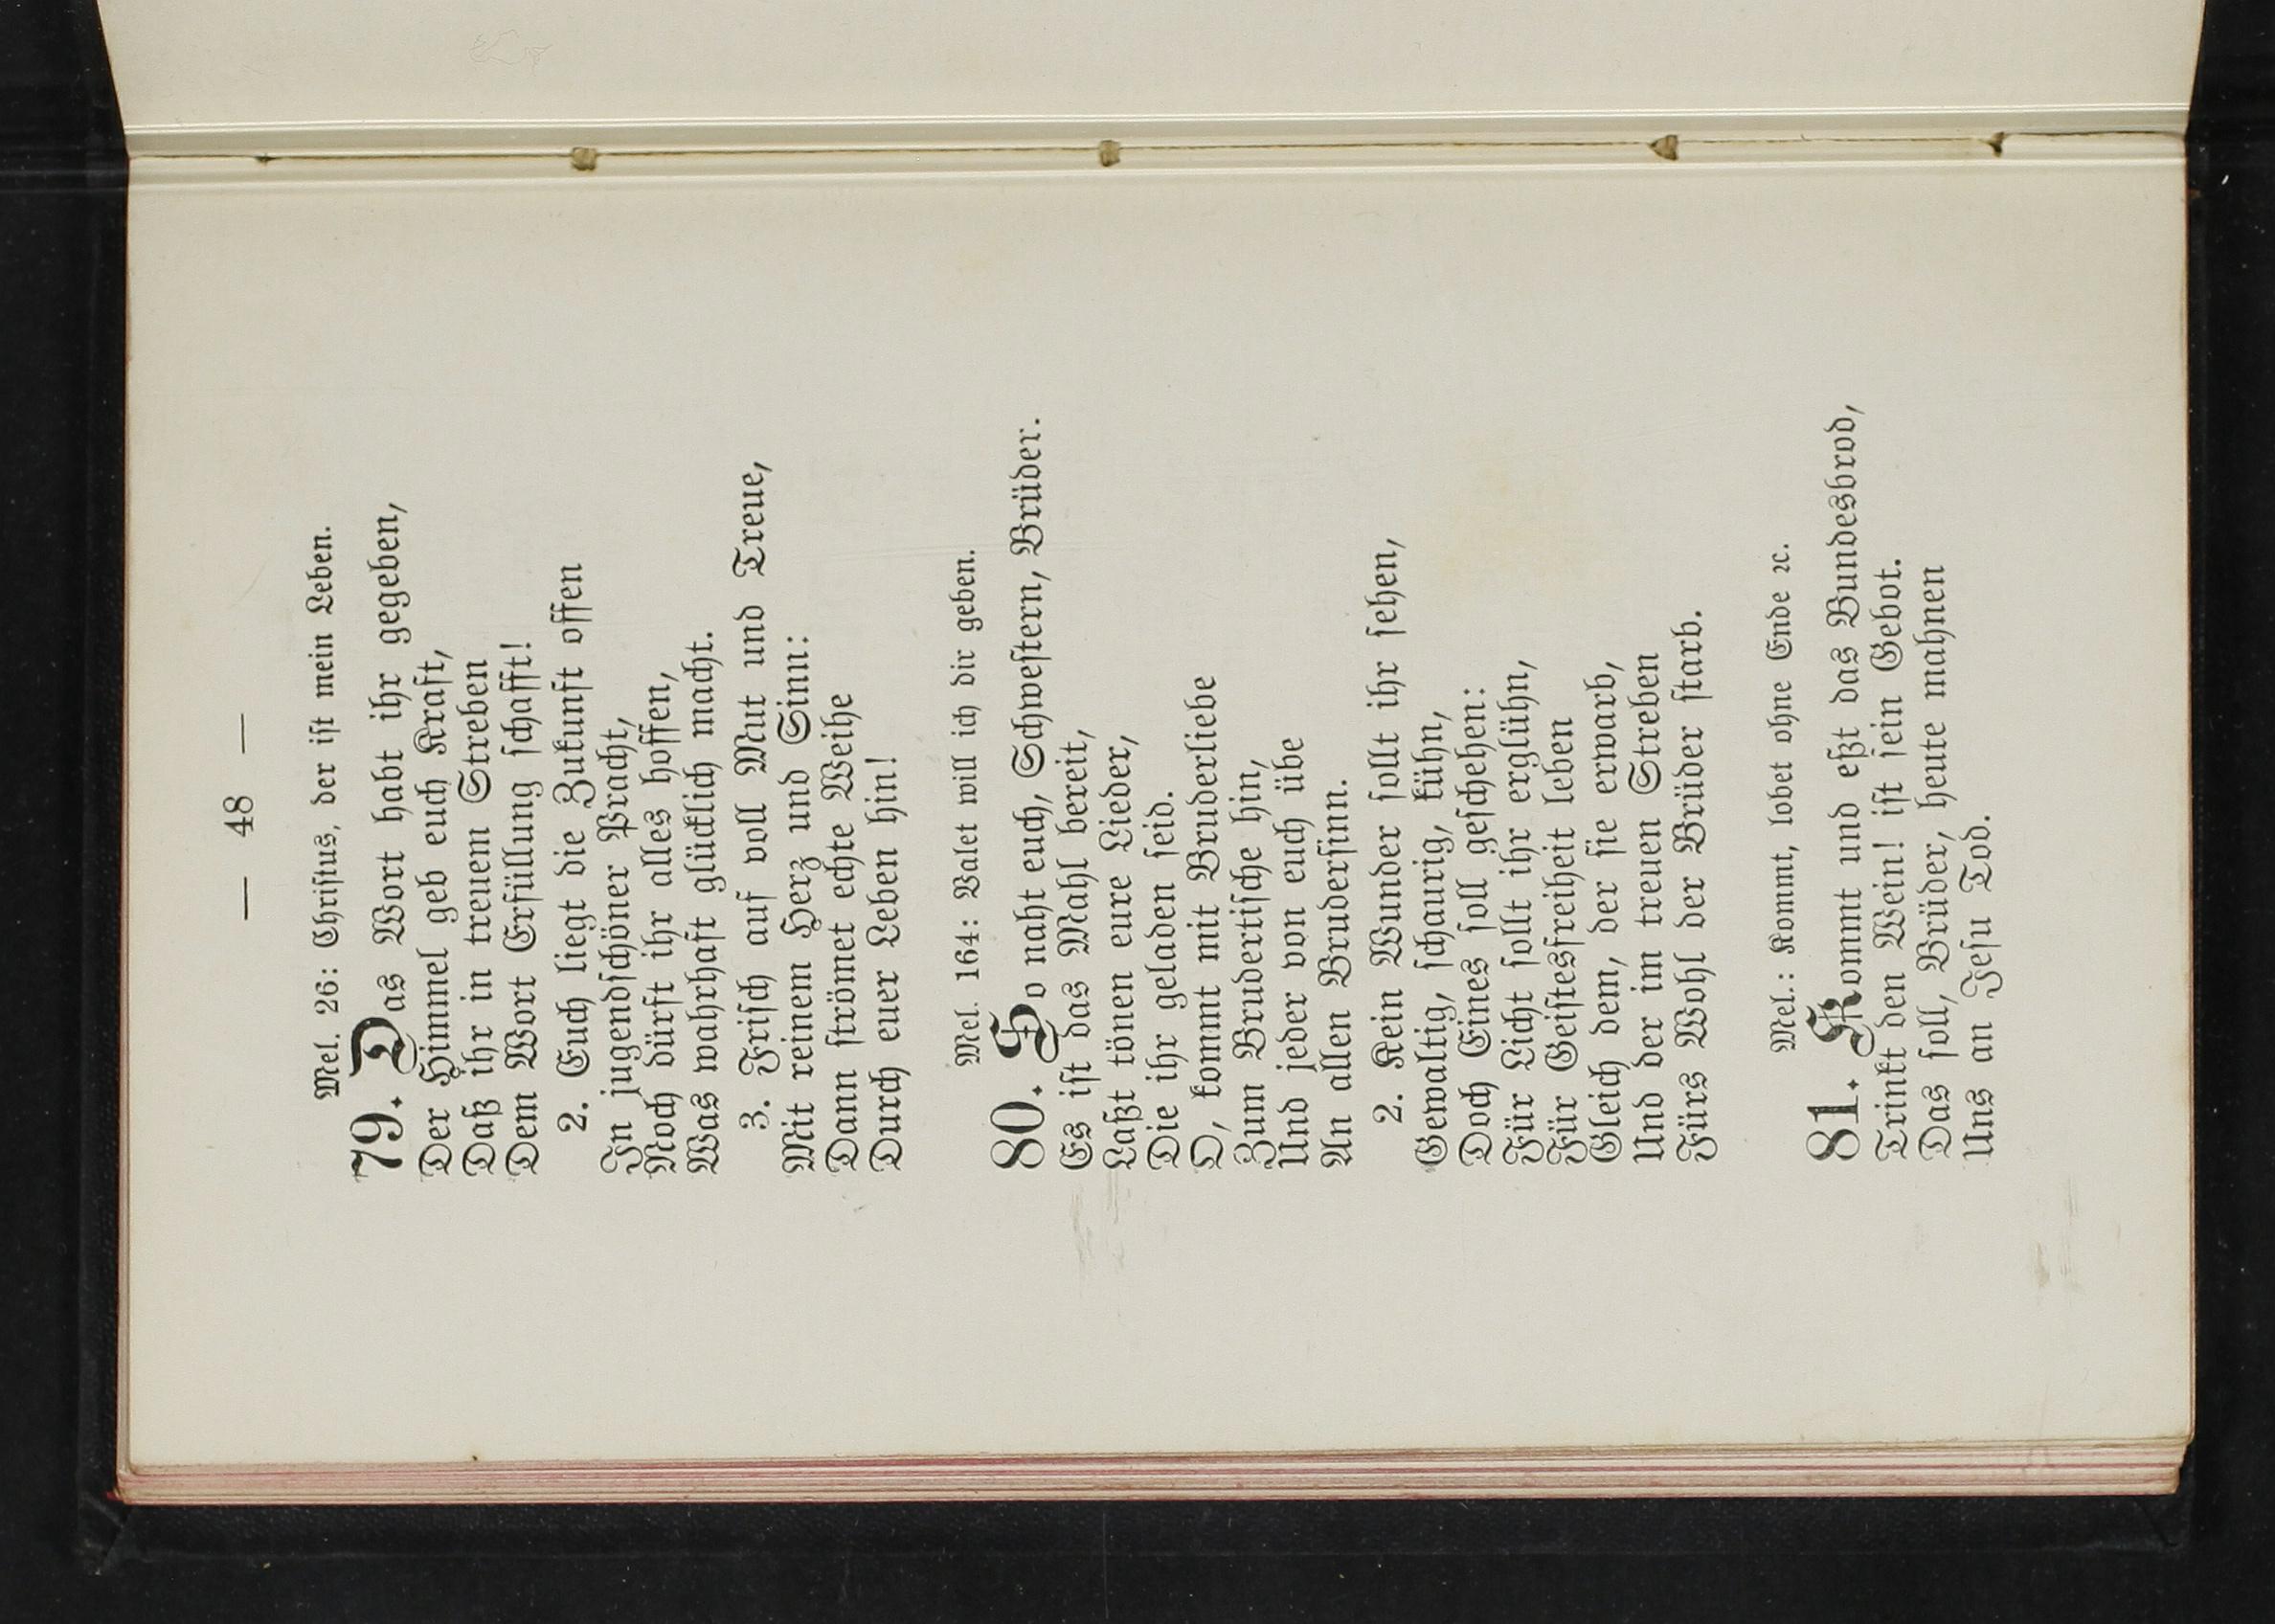 — 48 —
Mel. 26: Christus, der ist mein Leben.
79. Das Wort habt ihr gegeben,
Der Himmel geb euch Kraft,
Daß ihr in treuem Streben
Dem Wort Erfüllung schafft!
2. Euch liegt die Zukunft offen
In jugendschöner Pracht,
Noch dürft ihr alles hoffen,
Was wahrhaft glücklich macht.
3. Frisch auf voll Mut und Treue,
Mit reinem Herz und Sinn:
Dann strömet echte Weihe
Durch euer Leben hin!
Mel. 164: Valet will ich dir geben.
80. So naht euch, Schwestern, Brüder.
Es ist das Mahl bereit,
Laßt tönen eure Lieder,
Die ihr geladen seid.
O, kommt mit Bruderliebe
Zum Brudertische hin,
Und jeder von euch übe
An allen Brudersinn.
2. Kein Wunder sollt ihr sehen,
Gewaltig, schaurig, kühn,
Doch Eines soll geschehen:
Für Licht sollt ihr erglühn,
Für Geistesfreiheit leben
Gleich dem, der sie erwarb,
Und der im treuen Streben
Fürs Wohl der Brüder starb.
Mel.: Kommt, lobet ohne Ende ꝛc.
81. Kommt und eßt das Bundesbrod,
Trinkt den Wein! ist sein Gebot.
Das soll, Brüder, heute mahnen
Uns an Jesu Tod.